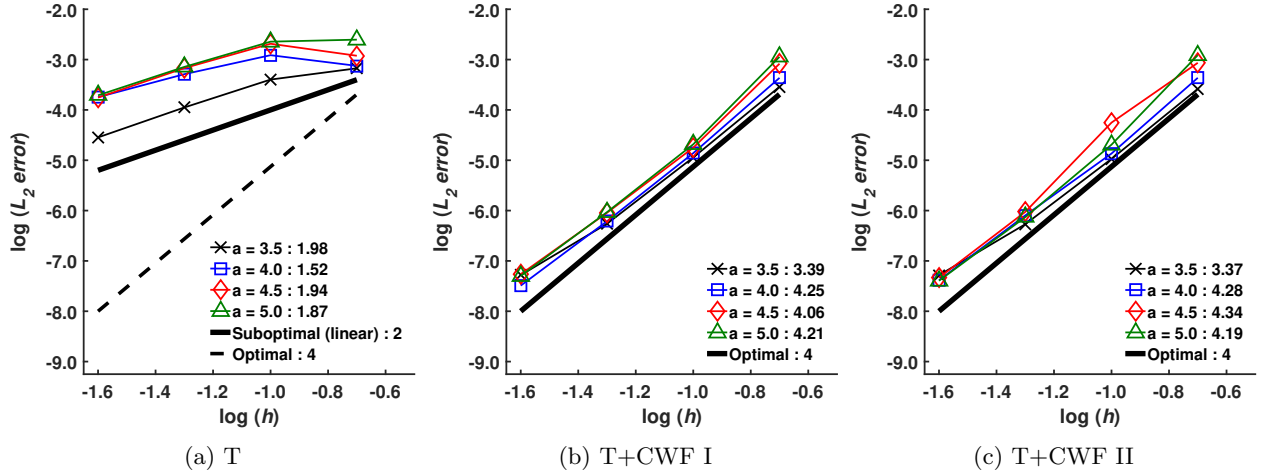 -2.0
-3.0
-4.0
-5.0
-6.0
-7.0
-8.0
-9.0
log (L_2 error)
-1.6 -1.4 -1.2 -1.0 -0.8 -0.6
log (h)
a = 3.5 : 1.98
a = 4.0 : 1.52
a = 4.5 : 1.94
a = 5.0 : 1.87
Suboptimal (linear) : 2
Optimal : 4
(a) T
-2.0
-3.0
-4.0
-5.0
-6.0
-7.0
-8.0
-9.0
log (L_2 error)
-1.6 -1.4 -1.2 -1.0 -0.8 -0.6
log (h)
a = 3.5 : 3.39
a = 4.0 : 4.25
a = 4.5 : 4.06
a = 5.0 : 4.21
Optimal : 4
(b) T+CWF I
-2.0
-3.0
-4.0
-5.0
-6.0
-7.0
-8.0
-9.0
log (L_2 error)
-1.6 -1.4 -1.2 -1.0 -0.8 -0.6
log (h)
a = 3.5 : 3.37
a = 4.0 : 4.28
a = 4.5 : 4.34
a = 5.0 : 4.19
Optimal : 4
(c) T+CWF II